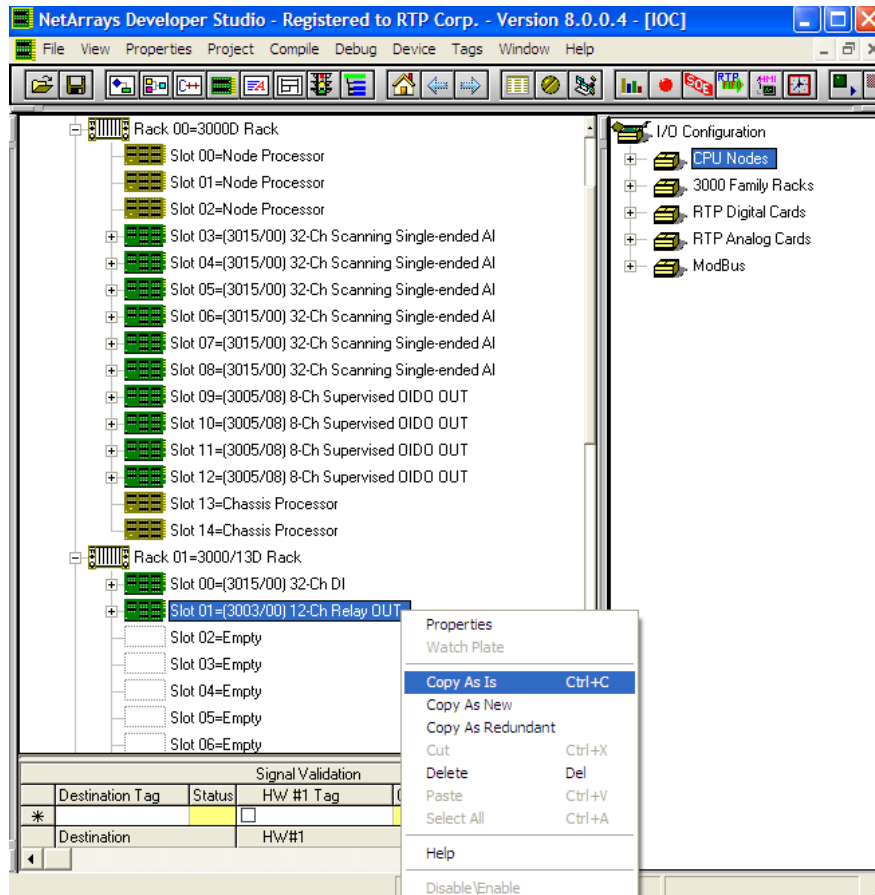 NetArrays Developer Studio - Registered to RTP Corp. - Version 8.0.0.4 - [IOC]
File View Properties Project Compile Debug Device Tags Window Help
C++
SOE
RTP
HMI
Rack 00=3000D Rack
Slot 00=Node Processor
Slot 01=Node Processor
Slot 02=Node Processor
Slot 03=(3015/00) 32-Ch Scanning Single-ended AI
Slot 04=(3015/00) 32-Ch Scanning Single-ended AI
Slot 05=(3015/00) 32-Ch Scanning Single-ended AI
Slot 06=(3015/00) 32-Ch Scanning Single-ended AI
Slot 07=(3015/00) 32-Ch Scanning Single-ended AI
Slot 08=(3015/00) 32-Ch Scanning Single-ended AI
Slot 09=(3005/08) 8-Ch Supervised OIDO OUT
Slot 10=(3005/08) 8-Ch Supervised OIDO OUT
Slot 11=(3005/08) 8-Ch Supervised OIDO OUT
Slot 12=(3005/08) 8-Ch Supervised OIDO OUT
Slot 13=Chassis Processor
Slot 14=Chassis Processor
Rack 01=3000/13D Rack
Slot 00=(3015/00) 32-Ch DI
Slot 01=(3003/00) 12-Ch Relay OUT
Slot 02=Empty
Slot 03=Empty
Slot 04=Empty
Slot 05=Empty
Slot 06=Empty
I/O Configuration
CPU Nodes
3000 Family Racks
RTP Digital Cards
RTP Analog Cards
ModBus
Properties
Watch Plate
Copy As Is Ctrl+C
Copy As New
Copy As Redundant
Cut Ctrl+X
Delete Del
Paste Ctrl+V
Select All Ctrl+A
Help
Disable\Enable
Signal Validation
Destination Tag Status HW #1 Tag
Destination HW#1